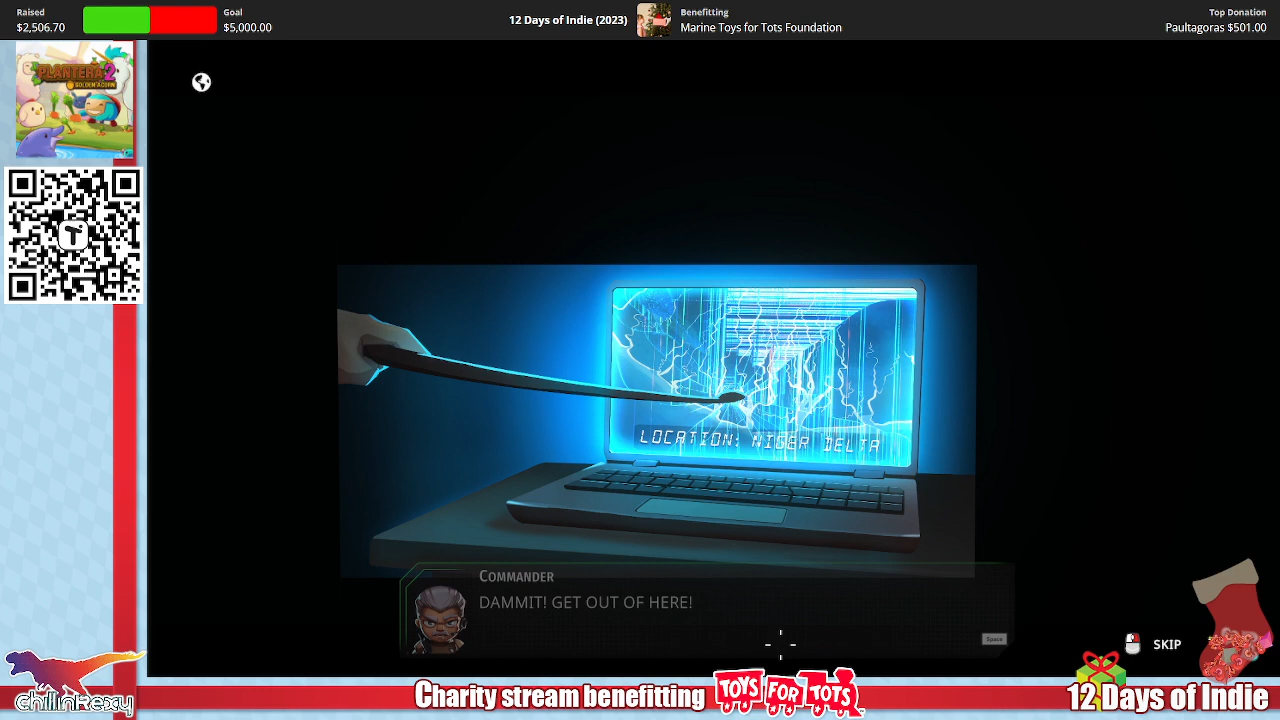 Raised
$2,506.70
Goal
$5,000.00
12 Days of Indie (2023)
Benefitting
Marine Toys for Tots Foundation
Top Donation
Paultagoras $501.00
PLANTERA 2
GOLDEN ACORN
T
LOCATION: NIGER DELTA
COMMANDER
DAMMIT! GET OUT OF HERE!
Space
SKIP
ChillinRexy
Charity stream benefitting
TOYS FOR TOTS
12 Days of Indie